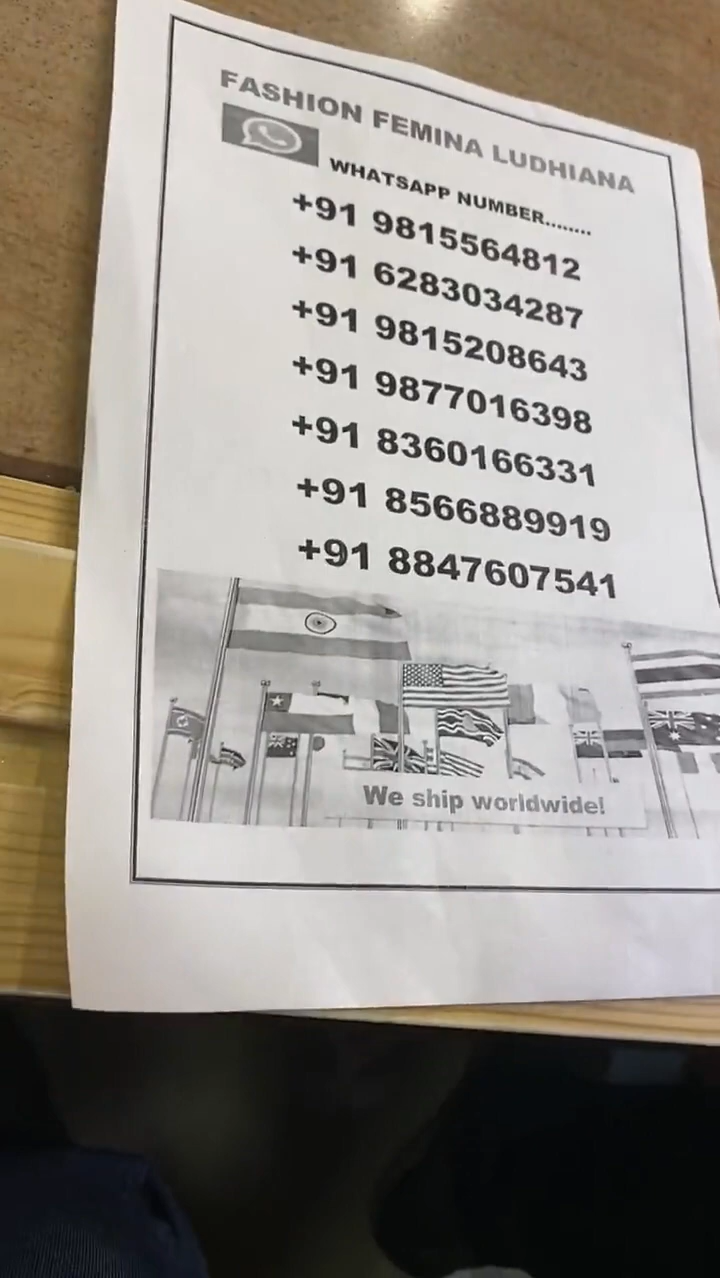 FASHION FEMINA LUDHIANA
WHATSAPP NUMBER........
+91 9815564812
+91 6283034287
+91 9815208643
+91 9877016398
+91 8360166331
+91 8566889919
+91 8847607541
We ship worldwide!